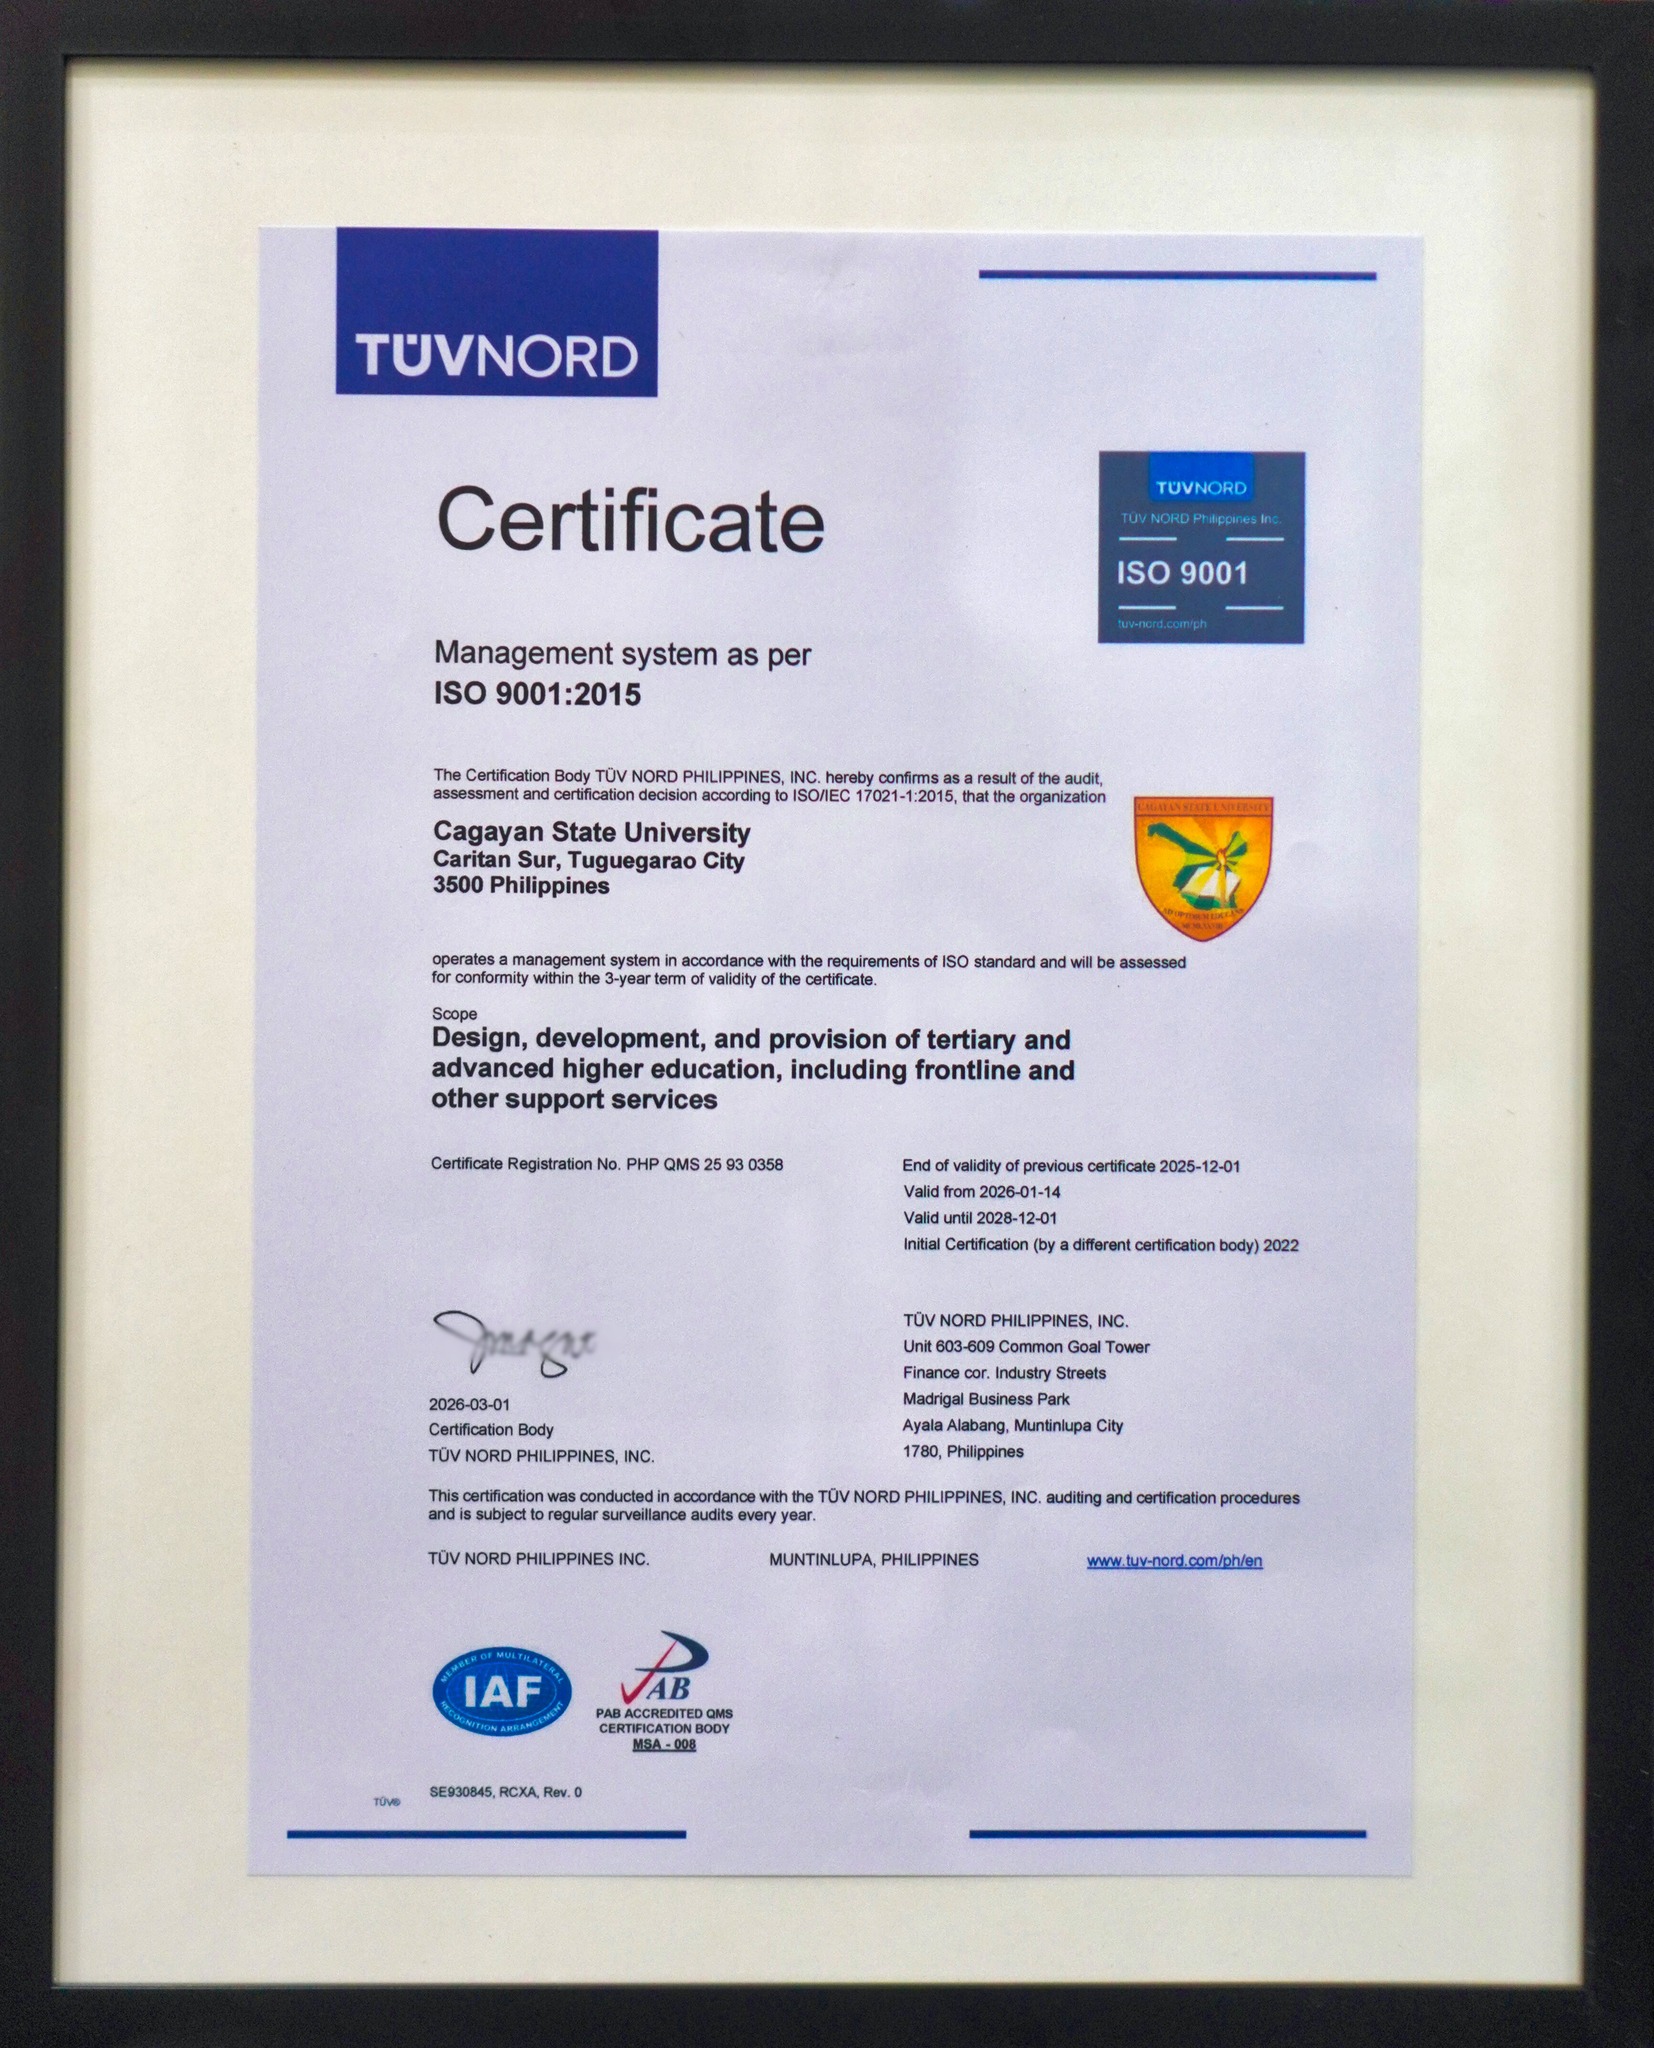 TÜVNORD
Certificate
TÜVNORD
TÜV NORD Philippines Inc.
ISO 9001
tuv-nord.com/ph
Management system as per
ISO 9001:2015
The Certification Body TÜV NORD PHILIPPINES, INC. hereby confirms as a result of the audit,
assessment and certification decision according to ISO/IEC 17021-1:2015, that the organization
Cagayan State University
Caritan Sur, Tuguegarao City
3500 Philippines
CAGAYAN STATE UNIVERSITY
operates a management system in accordance with the requirements of ISO standard and will be assessed
for conformity within the 3-year term of validity of the certificate.
Scope
Design, development, and provision of tertiary and
advanced higher education, including frontline and
other support services
Certificate Registration No. PHP QMS 25 93 0358
End of validity of previous certificate 2025-12-01
Valid from 2026-01-14
Valid until 2028-12-01
Initial Certification (by a different certification body) 2022
2026-03-01
Certification Body
TÜV NORD PHILIPPINES, INC.
TÜV NORD PHILIPPINES, INC.
Unit 603-609 Common Goal Tower
Finance cor. Industry Streets
Madrigal Business Park
Ayala Alabang, Muntinlupa City
1780, Philippines
This certification was conducted in accordance with the TÜV NORD PHILIPPINES, INC. auditing and certification procedures
and is subject to regular surveillance audits every year.
TÜV NORD PHILIPPINES INC. MUNTINLUPA, PHILIPPINES www.tuv-nord.com/ph/en
MEMBER OF MULTILATERAL
IAF
RECOGNITION ARRANGEMENT
PAB
PAB ACCREDITED QMS
CERTIFICATION BODY
MSA - 008
TÜV®
SE930845, RCXA, Rev. 0